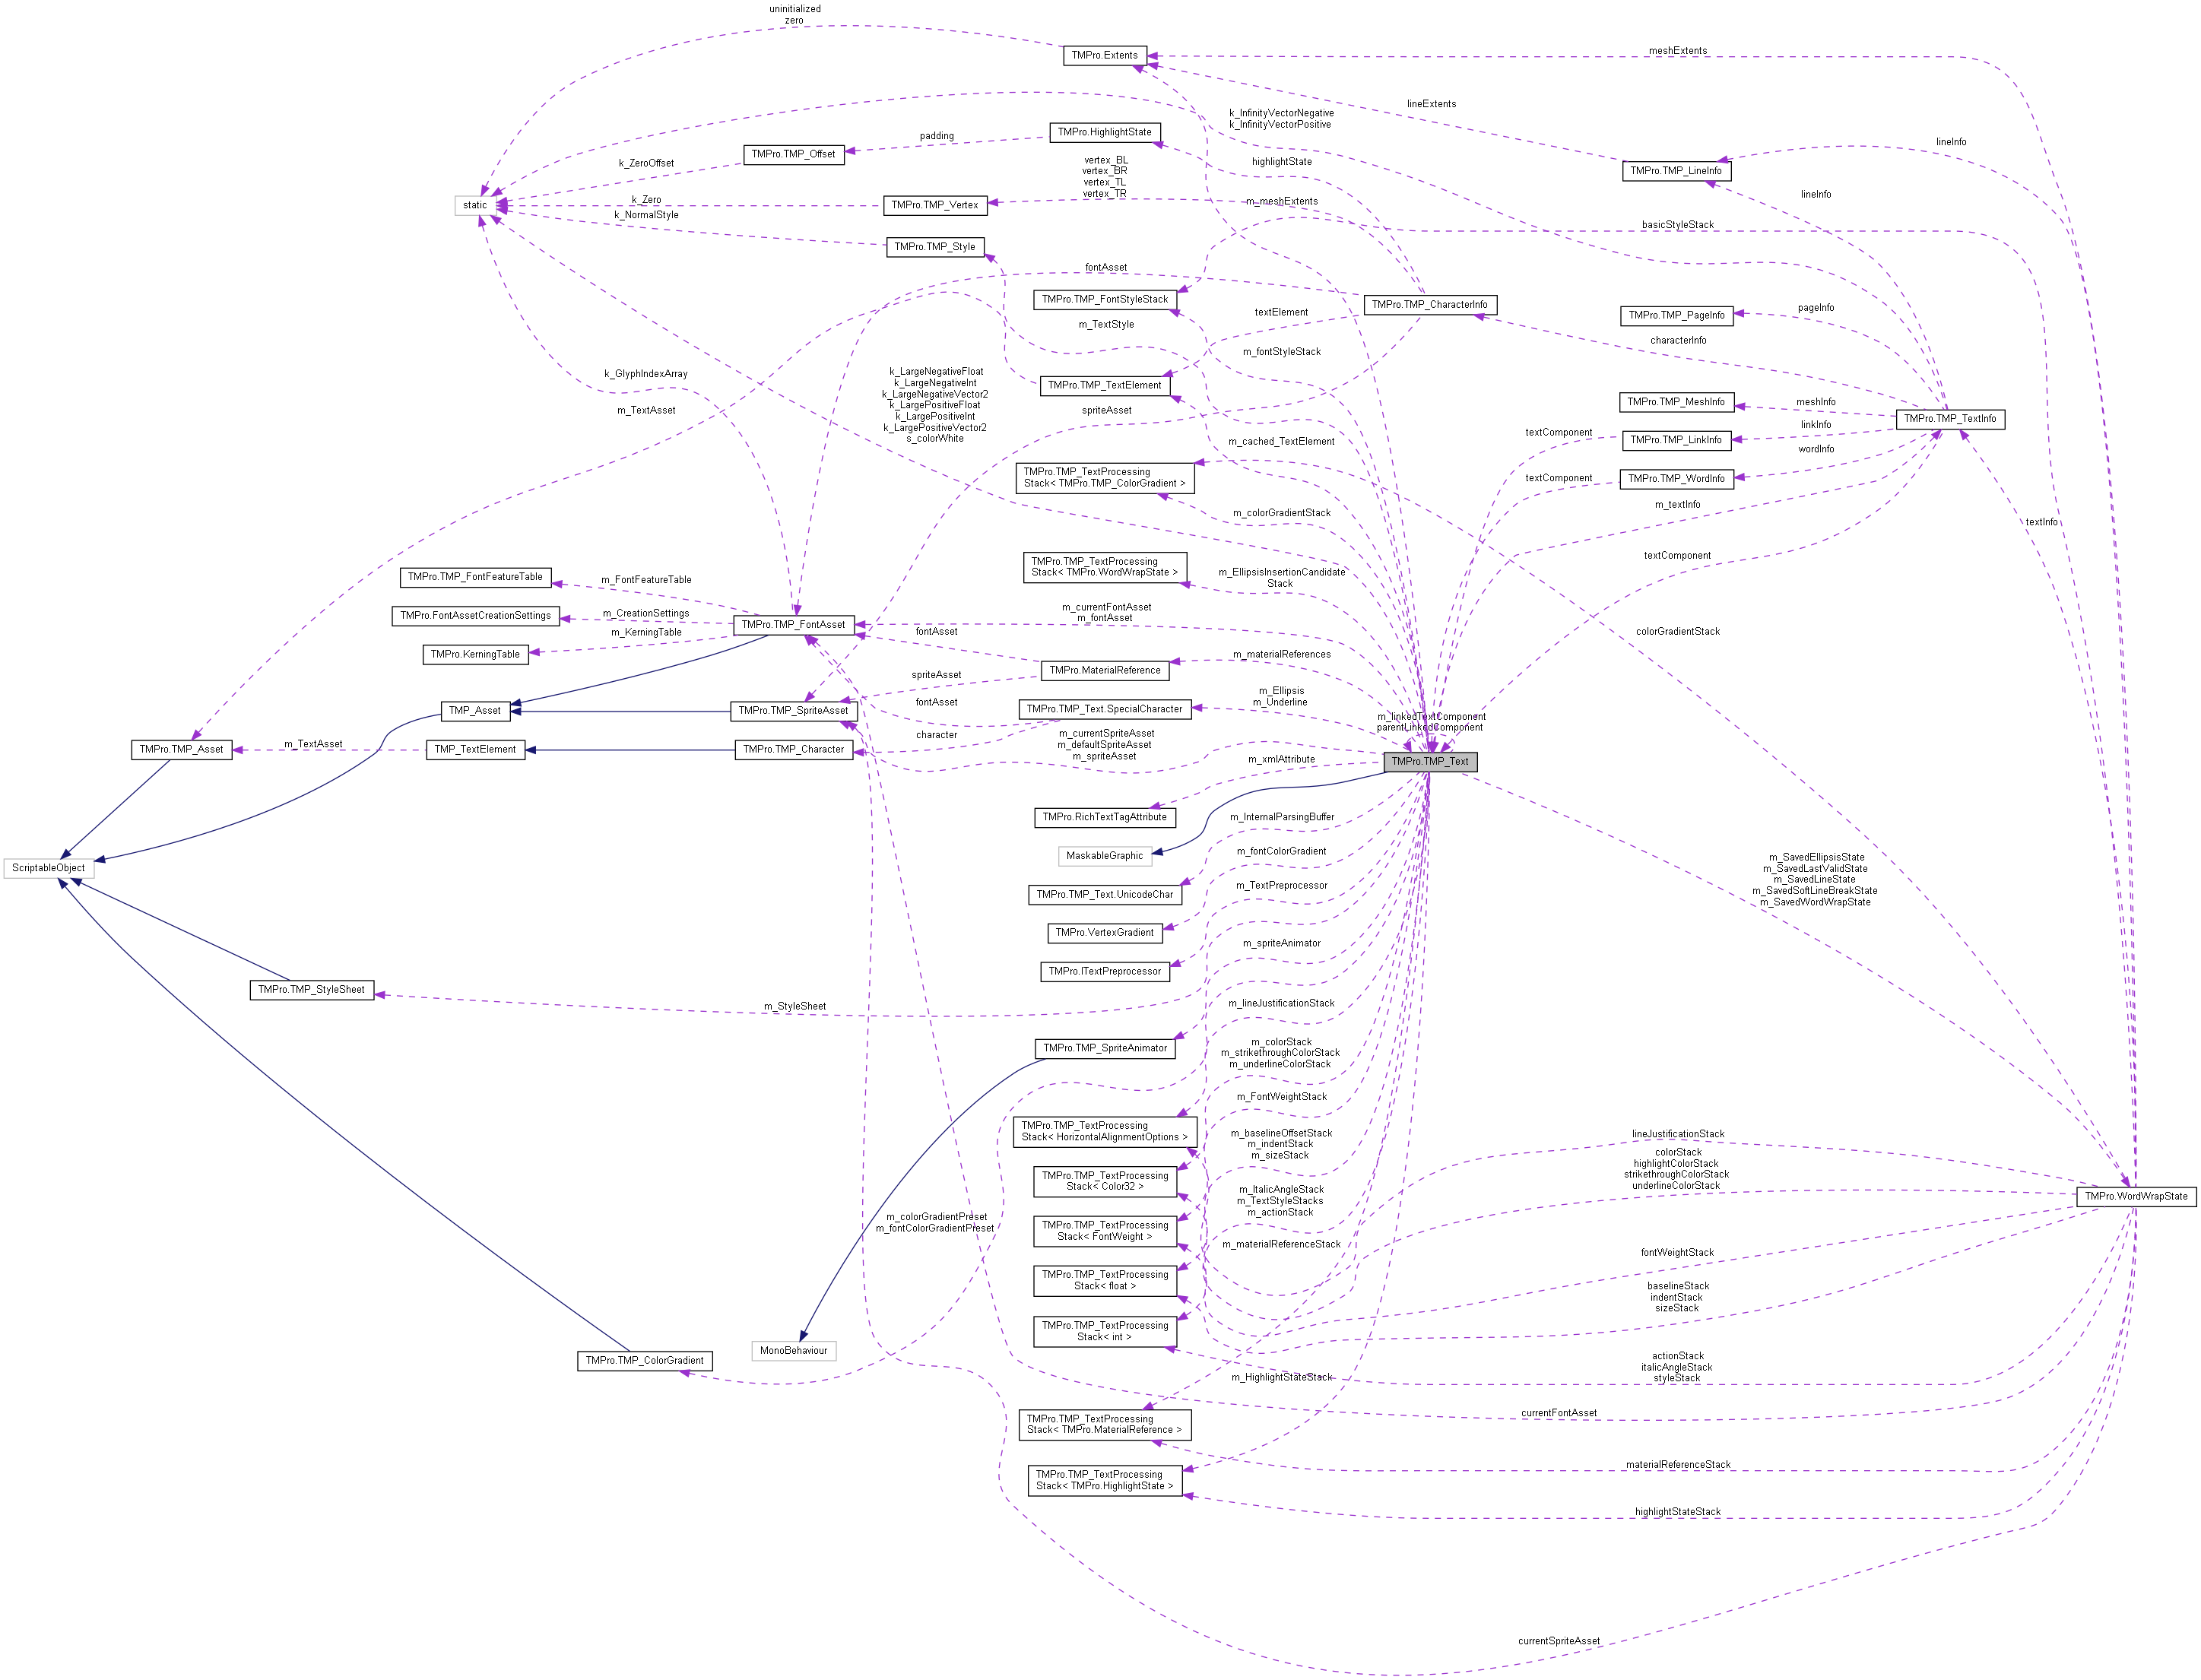 uninitialized
zero
TMPro.Extents
meshExtents
lineExtents
k_InfinityVectorNegative
k_InfinityVectorPositive
TMPro.HighlightState
padding
TMPro.TMP_Offset
k_ZeroOffset
highlightState
lineInfo
TMPro.TMP_LineInfo
vertex_BL
vertex_BR
vertex_TL
vertex_TR
static
k_Zero
TMPro.TMP_Vertex
m_meshExtents
lineInfo
k_NormalStyle
basicStyleStack
TMPro.TMP_Style
fontAsset
TMPro.TMP_FontStyleStack
TMPro.TMP_CharacterInfo
textElement
pageInfo
TMPro.TMP_PageInfo
m_TextStyle
characterInfo
m_fontStyleStack
k_GlyphIndexArray
k_LargeNegativeFloat
k_LargeNegativeInt
k_LargeNegativeVector2
k_LargePositiveFloat
k_LargePositiveInt
k_LargePositiveVector2
s_colorWhite
TMPro.TMP_TextElement
m_TextAsset
spriteAsset
TMPro.TMP_MeshInfo
meshInfo
TMPro.TMP_TextInfo
linkInfo
textComponent
TMPro.TMP_LinkInfo
m_cached_TextElement
wordInfo
TMPro.TMP_TextProcessing
Stack< TMPro.TMP_ColorGradient >
textComponent
TMPro.TMP_WordInfo
m_textInfo
m_colorGradientStack
textInfo
textComponent
TMPro.TMP_TextProcessing
Stack< TMPro.WordWrapState >
m_EllipsisInsertionCandidate
Stack
TMPro.TMP_FontFeatureTable
m_FontFeatureTable
TMPro.FontAssetCreationSettings
m_CreationSettings
m_currentFontAsset
m_fontAsset
TMPro.TMP_FontAsset
m_KerningTable
fontAsset
colorGradientStack
TMPro.KerningTable
m_materialReferences
TMPro.MaterialReference
spriteAsset
m_Ellipsis
m_Underline
fontAsset
TMP_Asset
TMPro.TMP_SpriteAsset
TMPro.TMP_Text.SpecialCharacter
m_linkedTextComponent
parentLinkedComponent
character
m_currentSpriteAsset
m_defaultSpriteAsset
m_spriteAsset
TMPro.TMP_Asset
m_TextAsset
TMP_TextElement
TMPro.TMP_Character
m_xmlAttribute
TMPro.TMP_Text
TMPro.RichTextTagAttribute
m_InternalParsingBuffer
MaskableGraphic
m_fontColorGradient
m_SavedEllipsisState
m_SavedLastValidState
m_SavedLineState
m_SavedSoftLineBreakState
m_SavedWordWrapState
ScriptableObject
TMPro.TMP_Text.UnicodeChar
m_TextPreprocessor
TMPro.VertexGradient
m_spriteAnimator
TMPro.ITextPreprocessor
TMPro.TMP_StyleSheet
m_StyleSheet
m_lineJustificationStack
TMPro.TMP_SpriteAnimator
m_colorStack
m_strikethroughColorStack
m_underlineColorStack
m_FontWeightStack
TMPro.TMP_TextProcessing
Stack< HorizontalAlignmentOptions >
m_baselineOffsetStack
m_indentStack
m_sizeStack
lineJustificationStack
colorStack
highlightColorStack
strikethroughColorStack
underlineColorStack
TMPro.TMP_TextProcessing
Stack< Color32 >
m_ItalicAngleStack
m_TextStyleStacks
m_actionStack
TMPro.WordWrapState
m_colorGradientPreset
m_fontColorGradientPreset
TMPro.TMP_TextProcessing
Stack< FontWeight >
m_materialReferenceStack
fontWeightStack
TMPro.TMP_TextProcessing
Stack< float >
baselineStack
indentStack
sizeStack
TMPro.TMP_TextProcessing
Stack< int >
MonoBehaviour
TMPro.TMP_ColorGradient
actionStack
italicAngleStack
styleStack
m_HighlightStateStack
currentFontAsset
TMPro.TMP_TextProcessing
Stack< TMPro.MaterialReference >
materialReferenceStack
TMPro.TMP_TextProcessing
Stack< TMPro.HighlightState >
highlightStateStack
currentSpriteAsset